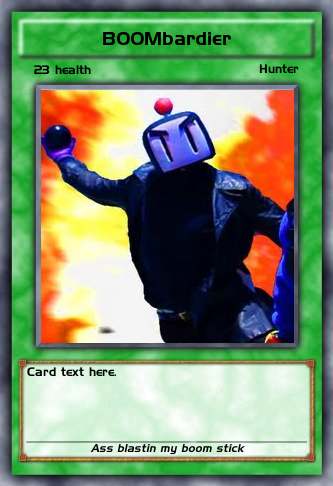 BOOMbardier
23 health Hunter
Card text here.
Ass blastin my boom stick